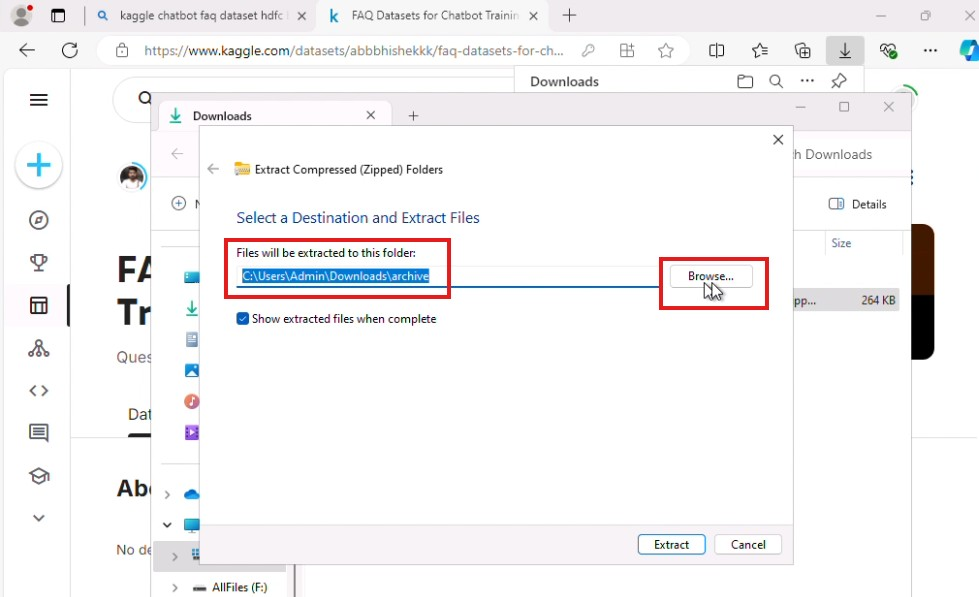 kaggle chatbot faq dataset hdfc
FAQ Datasets for Chatbot Trainin
https://www.kaggle.com/datasets/abbbhishekkk/faq-datasets-for-ch...
Downloads
Downloads
h Downloads
Extract Compressed (Zipped) Folders
N
Details
Select a Destination and Extract Files
Size
Files will be extracted to this folder:
C:\Users\Admin\Downloads\archive
Browse...
pp...
264 KB
Show extracted files when complete
FA
Tr
Ques
Dat
Abo
No de
Extract
Cancel
AllFiles (F:)